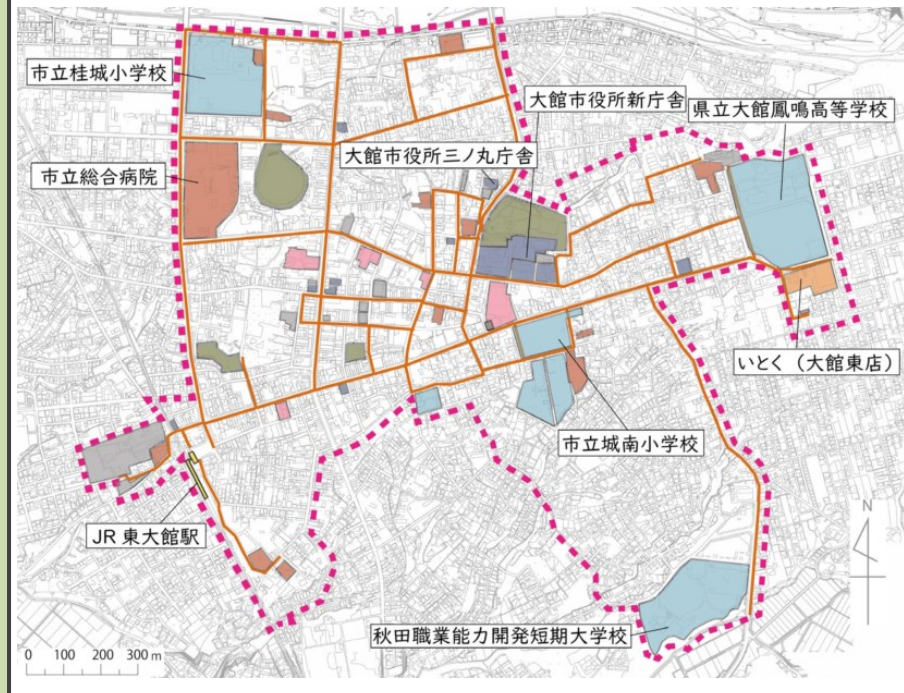 市立桂城小学校
大館市役所新庁舎
県立大館鳳鳴高等学校
大館市役所三ノ丸庁舎
市立総合病院
いとく（大館東店）
市立城南小学校
JR 東大館駅
N
秋田職業能力開発短期大学校
0 100 200 300 m